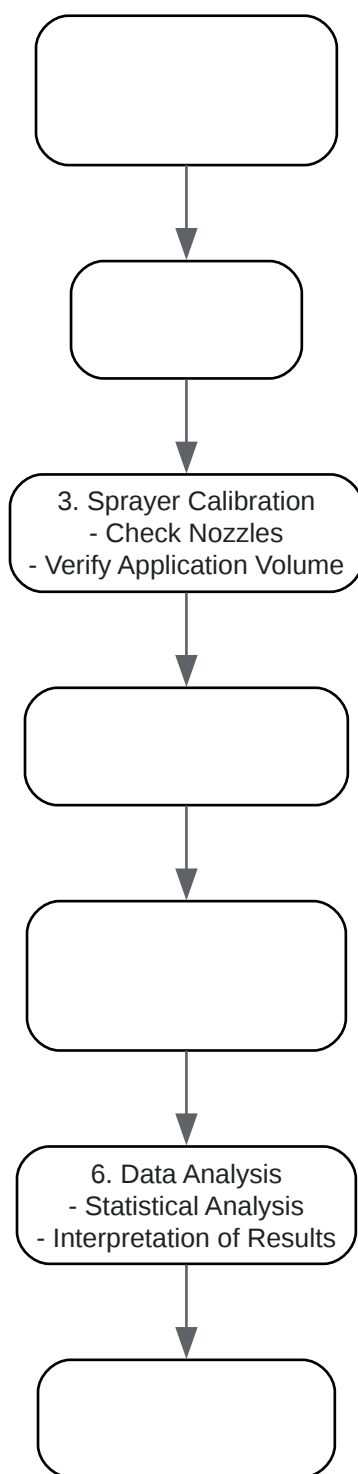 3. Sprayer Calibration
- Check Nozzles
- Verify Application Volume
6. Data Analysis
- Statistical Analysis
- Interpretation of Results